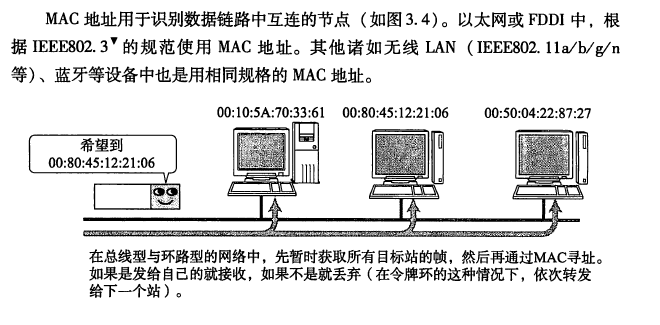 MAC 地址用于识别数据链路中互连的节点（如图3.4）。以太网或 FDDI 中，根
据 IEEE802.3▼ 的规范使用 MAC 地址。其他诸如无线 LAN（IEEE802.11a/b/g/n
等）、蓝牙等设备中也是用相同规格的 MAC 地址。
00:10:5A:70:33:61 00:80:45:12:21:06 00:50:04:22:87:27
希望到
00:80:45:12:21:06
在总线型与环路型的网络中，先暂时获取所有目标站的帧，然后再通过MAC寻址。
如果是发给自己的就接收，如果不是就丢弃（在令牌环的这种情况下，依次转发
给下一个站）。